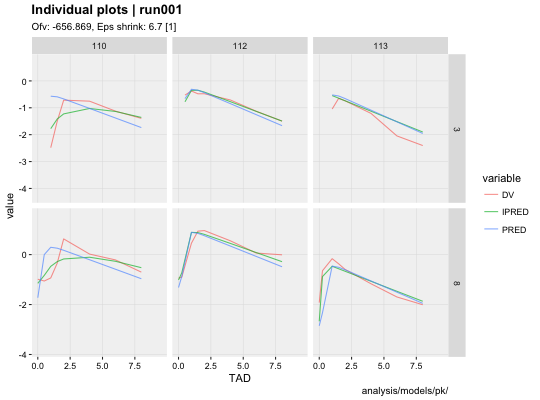 Individual plots | run001
Ofv: -656.869, Eps shrink: 6.7 [1]
110 112 113
0
-1
-2
-3
-4
3
0
-2
-4
8
value
0.0 2.5 5.0 7.5 0.0 2.5 5.0 7.5 0.0 2.5 5.0 7.5
TAD
variable
DV
IPRED
PRED
analysis/models/pk/